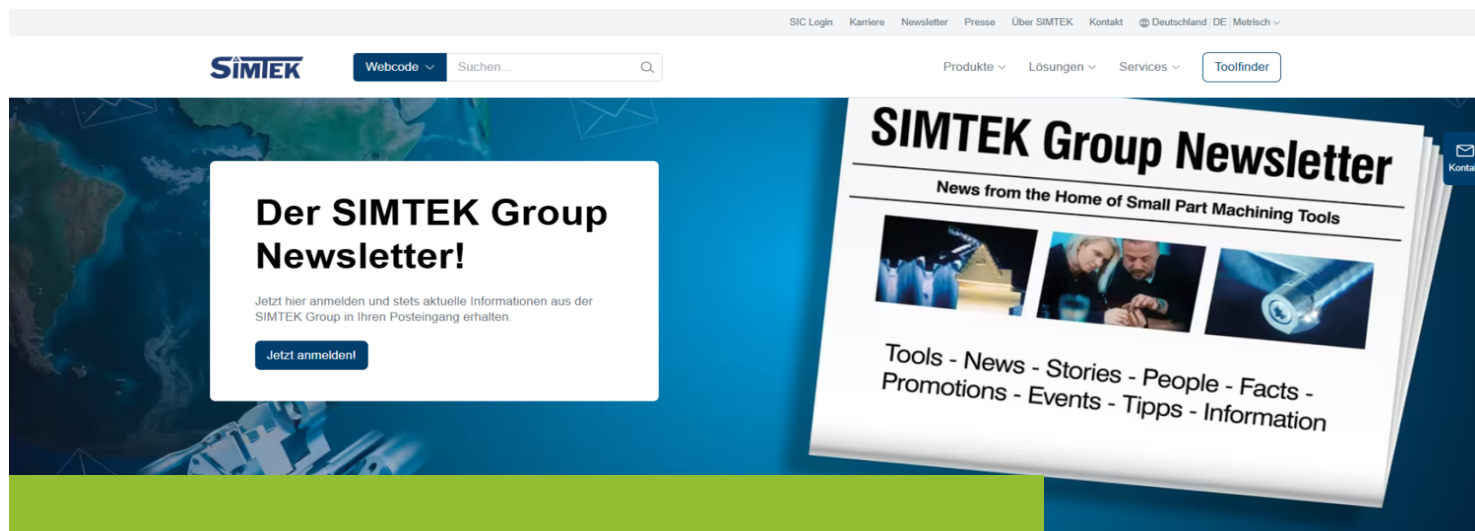 SIC Login Karriere Newsletter Presse Über SIMTEK Kontakt Deutschland DE Metrisch
SIMTEK Webcode Suchen... Produkte Lösungen Services Toolfinder
Der SIMTEK Group
Newsletter!
Jetzt hier anmelden und stets aktuelle Informationen aus der
SIMTEK Group in Ihren Posteingang erhalten.
Jetzt anmelden!
SIMTEK Group Newsletter
News from the Home of Small Part Machining Tools
Tools - News - Stories - People - Facts -
Promotions - Events - Tipps - Information